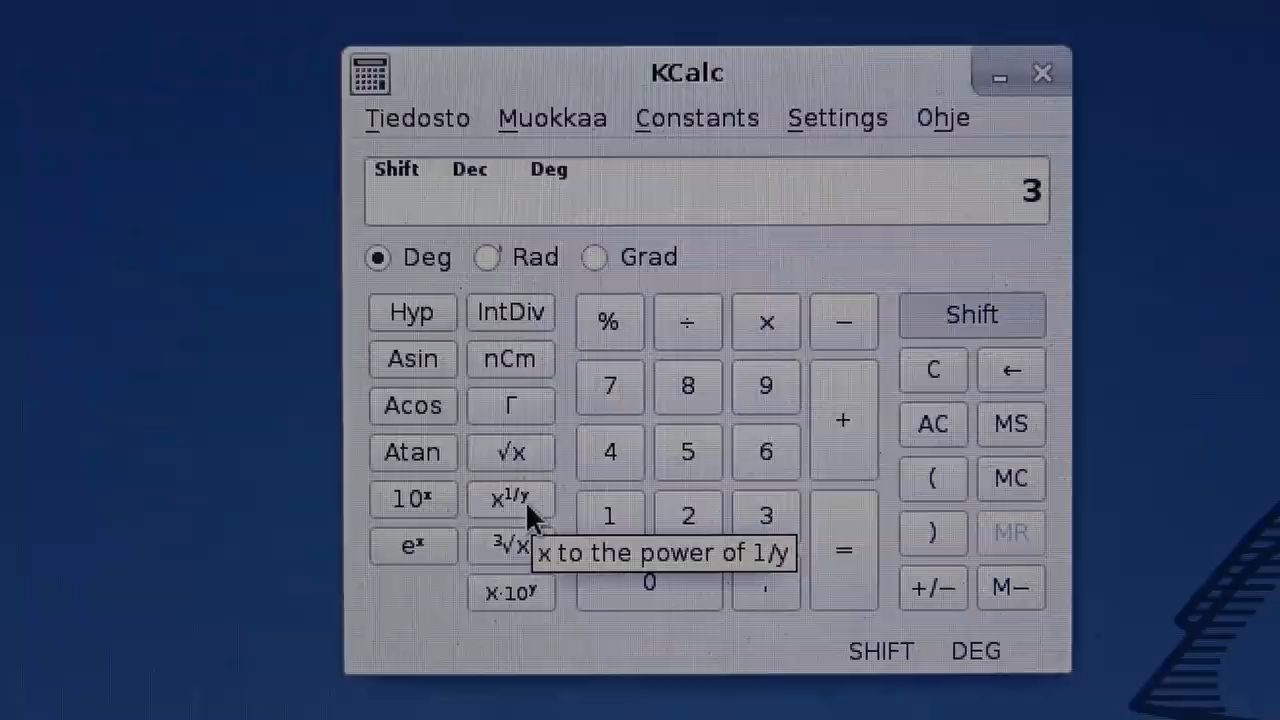 KCalc
Tiedosto Muokkaa Constants Settings Ohje
Shift Dec Deg
3
Deg Rad Grad
Hyp IntDiv % ÷ × − Shift
Asin nCm 7 8 9 C ←
Acos Γ + AC MS
Atan √x 4 5 6 ( MC
10ˣ x¹/ʸ 1 2 3 = ) MR
eˣ ³√x x to the power of 1/y
X·10ʸ 0 , +/− M−
SHIFT DEG